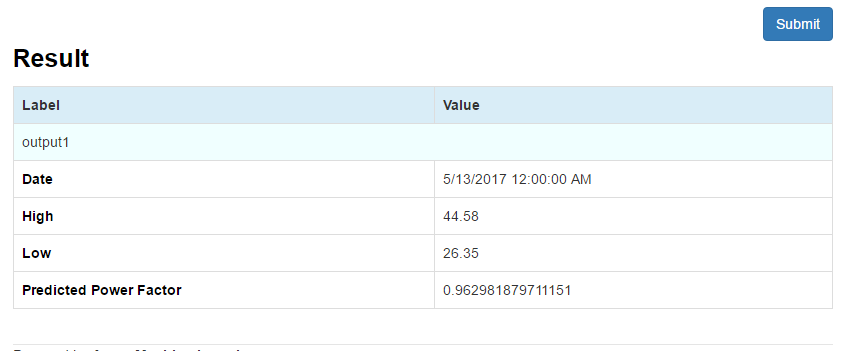 Submit
Result
Label Value
output1
Date 5/13/2017 12:00:00 AM
High 44.58
Low 26.35
Predicted Power Factor 0.962981879711151